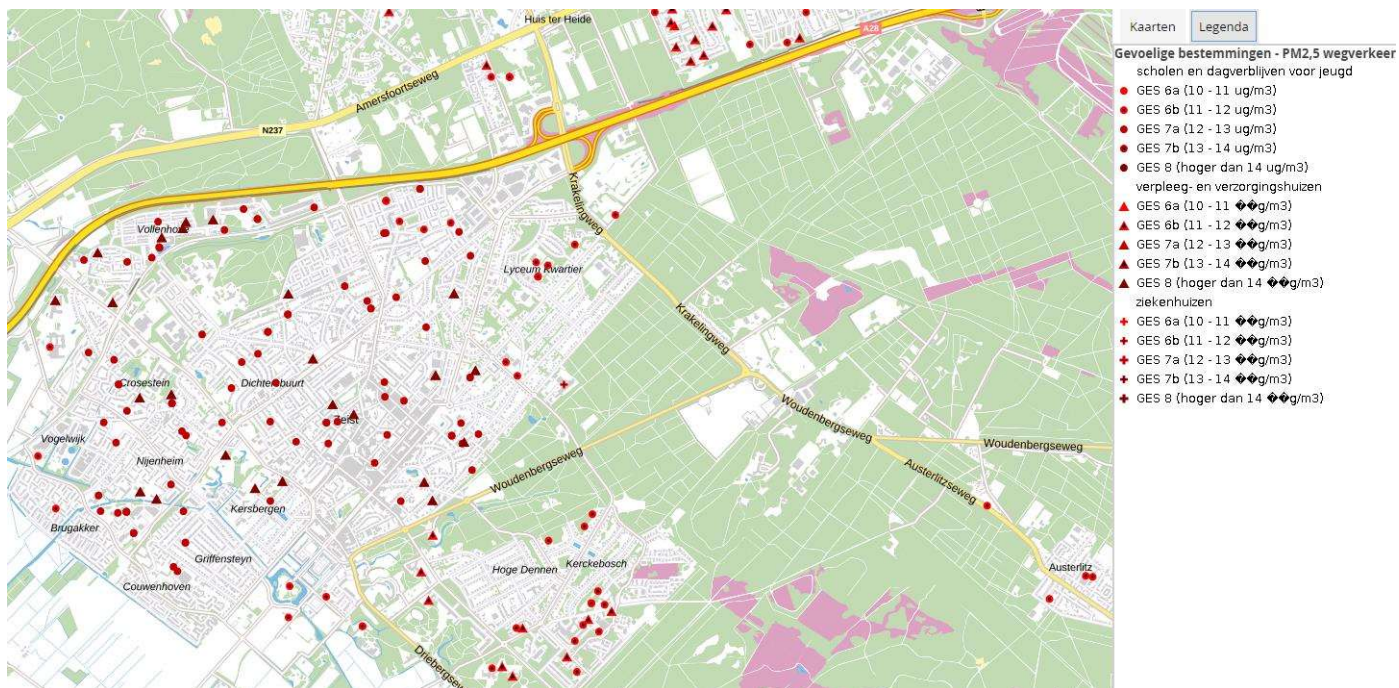 Huis ter Heide
A28
Amersfoortseweg
N237
Krakelingweg
Vollenhove
Lyceum Kwartier
Krakelingweg
Crosestein
Dichtersbuurt
Zeist
Woudenbergseweg
Woudenbergseweg
Vogelwijk
Nijenheim
Woudenbergseweg
Austerlitzseweg
Kersbergen
Brugakker
Griffensteyn
Hoge Dennen
Kerckebosch
Couwenhoven
Austerlitz
Kaarten
Legenda
Gevoelige bestemmingen - PM2,5 wegverkeer
scholen en dagverblijven voor jeugd
GES 6a (10 - 11 ug/m3)
GES 6b (11 - 12 ug/m3)
GES 7a (12 - 13 ug/m3)
GES 7b (13 - 14 ug/m3)
GES 8 (hoger dan 14 ug/m3)
verpleeg- en verzorgingshuizen
GES 6a (10 - 11 ��g/m3)
GES 6b (11 - 12 ��g/m3)
GES 7a (12 - 13 ��g/m3)
GES 7b (13 - 14 ��g/m3)
GES 8 (hoger dan 14 ��g/m3)
ziekenhuizen
GES 6a (10 - 11 ��g/m3)
GES 6b (11 - 12 ��g/m3)
GES 7a (12 - 13 ��g/m3)
GES 7b (13 - 14 ��g/m3)
GES 8 (hoger dan 14 ��g/m3)